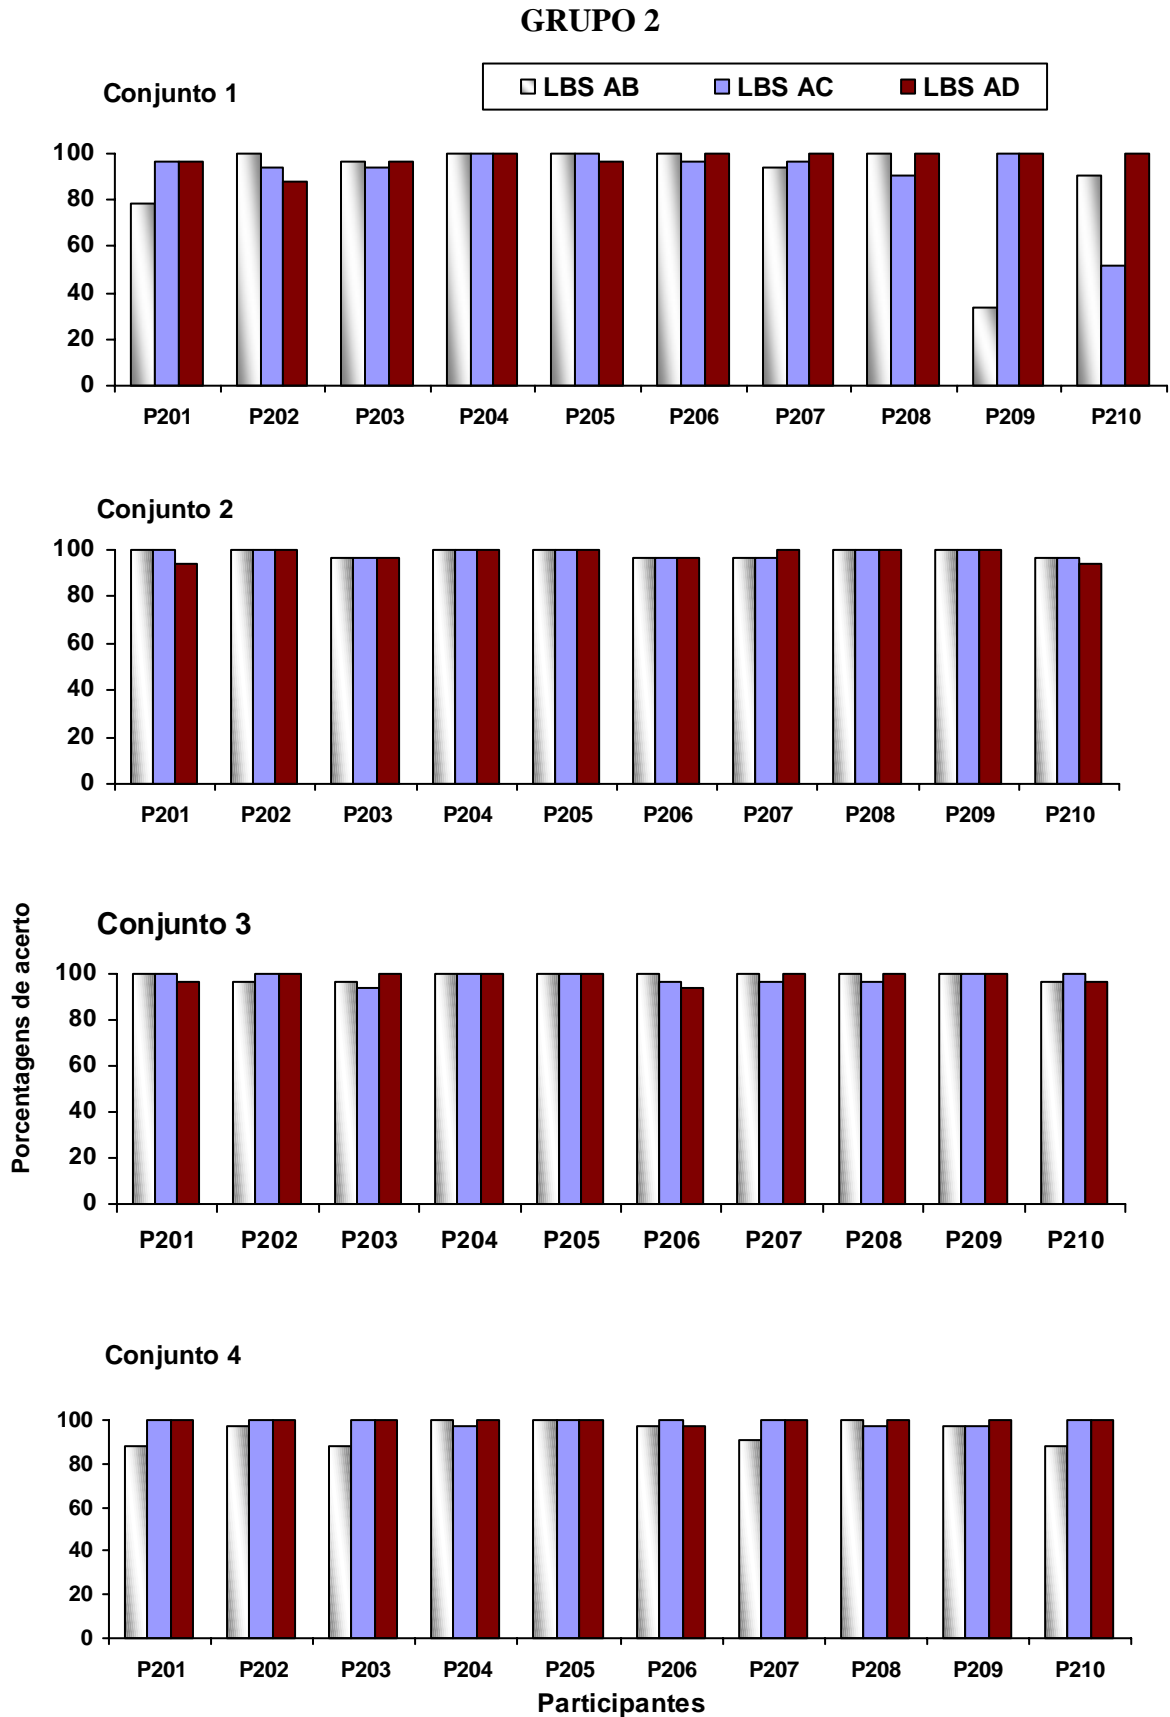 GRUPO 2
Conjunto 1
LBS AB LBS AC LBS AD
100
80
60
40
20
0
P201 P202 P203 P204 P205 P206 P207 P208 P209 P210
Conjunto 2
100
80
60
40
20
0
P201 P202 P203 P204 P205 P206 P207 P208 P209 P210
Porcentagens de acerto
Conjunto 3
100
80
60
40
20
0
P201 P202 P203 P204 P205 P206 P207 P208 P209 P210
Conjunto 4
100
80
60
40
20
0
P201 P202 P203 P204 P205 P206 P207 P208 P209 P210
Participantes